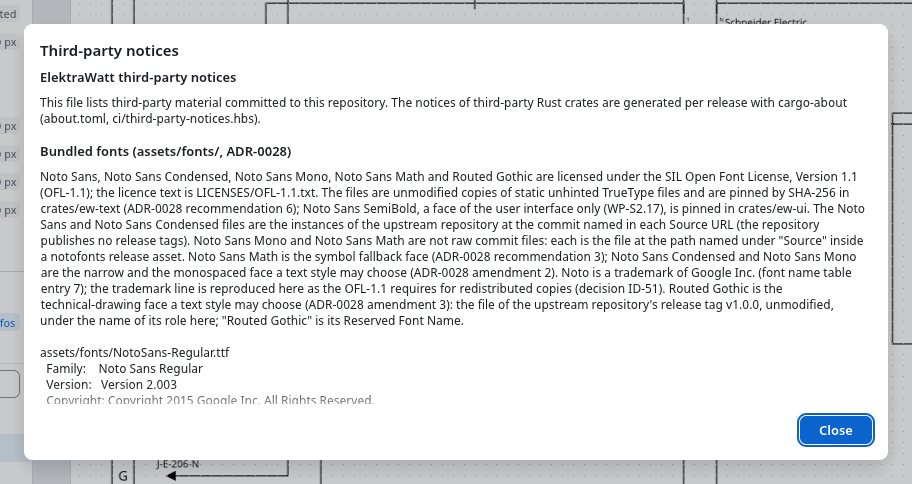 ted
Schneider Electric
px
Third-party notices
ElektraWatt third-party notices
This file lists third-party material committed to this repository. The notices of third-party Rust crates are generated per release with cargo-about
(about.toml, ci/third-party-notices.hbs).
Bundled fonts (assets/fonts/, ADR-0028)
Noto Sans, Noto Sans Condensed, Noto Sans Mono, Noto Sans Math and Routed Gothic are licensed under the SIL Open Font License, Version 1.1
(OFL-1.1); the licence text is LICENSES/OFL-1.1.txt. The files are unmodified copies of static unhinted TrueType files and are pinned by SHA-256 in
crates/ew-text (ADR-0028 recommendation 6); Noto Sans SemiBold, a face of the user interface only (WP-S2.17), is pinned in crates/ew-ui. The Noto
Sans and Noto Sans Condensed files are the instances of the upstream repository at the commit named in each Source URL (the repository
publishes no release tags). Noto Sans Mono and Noto Sans Math are not raw commit files: each is the file at the path named under "Source" inside
a notofonts release asset. Noto Sans Math is the symbol fallback face (ADR-0028 recommendation 3); Noto Sans Condensed and Noto Sans Mono
are the narrow and the monospaced face a text style may choose (ADR-0028 amendment 2). Noto is a trademark of Google Inc. (font name table
entry 7); the trademark line is reproduced here as the OFL-1.1 requires for redistributed copies (decision ID-51). Routed Gothic is the
technical-drawing face a text style may choose (ADR-0028 amendment 3): the file of the upstream repository's release tag v1.0.0, unmodified,
under the name of its role here; "Routed Gothic" is its Reserved Font Name.
px
px
px
px
fos
assets/fonts/NotoSans-Regular.ttf
Family: Noto Sans Regular
Version: Version 2.003
Copyright: Copyright 2015 Google Inc. All Rights Reserved.
Close
J-E-206-N
G